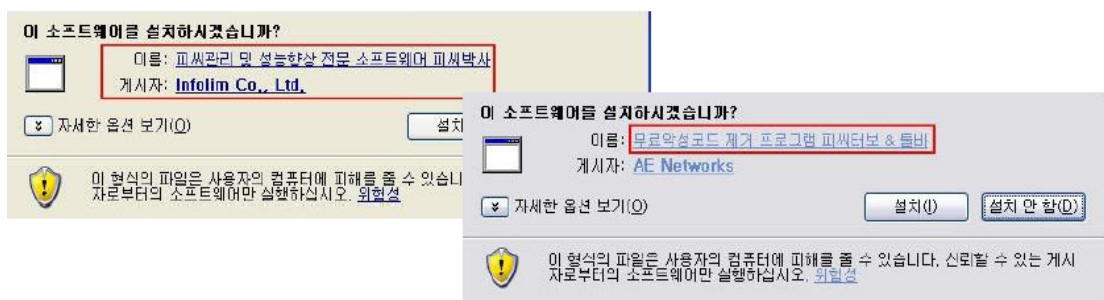 이 소프트웨어를 설치하시겠습니까?
이름: 피씨관리 및 성능향상 전문 소프트웨어 피씨박사
게시자: Infolim Co., Ltd.
자세한 옵션 보기(O)
설치
이 형식의 파일은 사용자의 컴퓨터에 피해를 줄 수 있습니
자로부터의 소프트웨어만 실행하십시오. 위험성
이 소프트웨어를 설치하시겠습니까?
이름: 무료악성코드 제거 프로그램 피씨터보 & 툴바
게시자: AE Networks
자세한 옵션 보기(O)
설치(I)
설치 안 함(D)
이 형식의 파일은 사용자의 컴퓨터에 피해를 줄 수 있습니다. 신뢰할 수 있는 게시
자로부터의 소프트웨어만 실행하십시오. 위험성